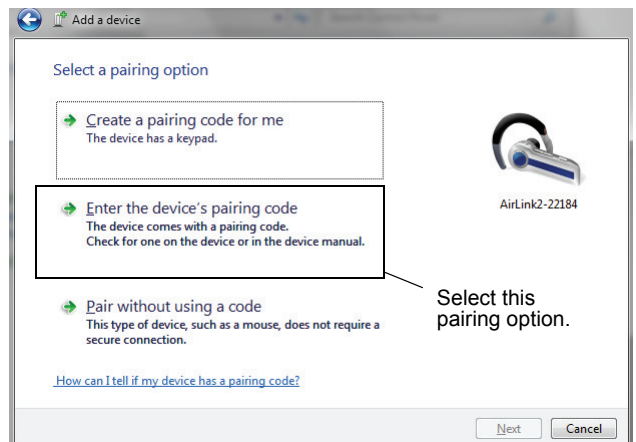 Add a device
Select a pairing option
Create a pairing code for me
The device has a keypad.
Enter the device's pairing code
The device comes with a pairing code.
Check for one on the device or in the device manual.
AirLink2-22184
Select this
pairing option.
Pair without using a code
This type of device, such as a mouse, does not require a
secure connection.
How can I tell if my device has a pairing code?
Next
Cancel